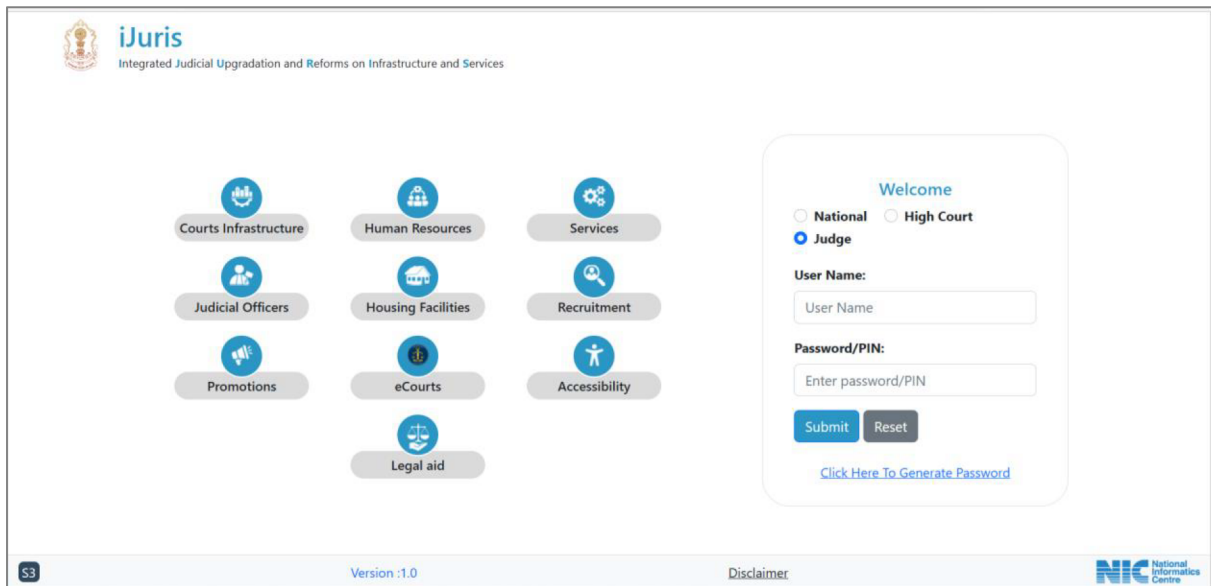 iJuris
Integrated Judicial Upgradation and Reforms on Infrastructure and Services
Courts Infrastructure
Human Resources
Services
Judicial Officers
Housing Facilities
Recruitment
Promotions
eCourts
Accessibility
Legal aid
Welcome
National
High Court
Judge
User Name:
User Name
Password/PIN:
Enter password/PIN
Submit
Reset
Click Here To Generate Password
S3
Version :1.0
Disclaimer
NIC
National
Informatics
Centre